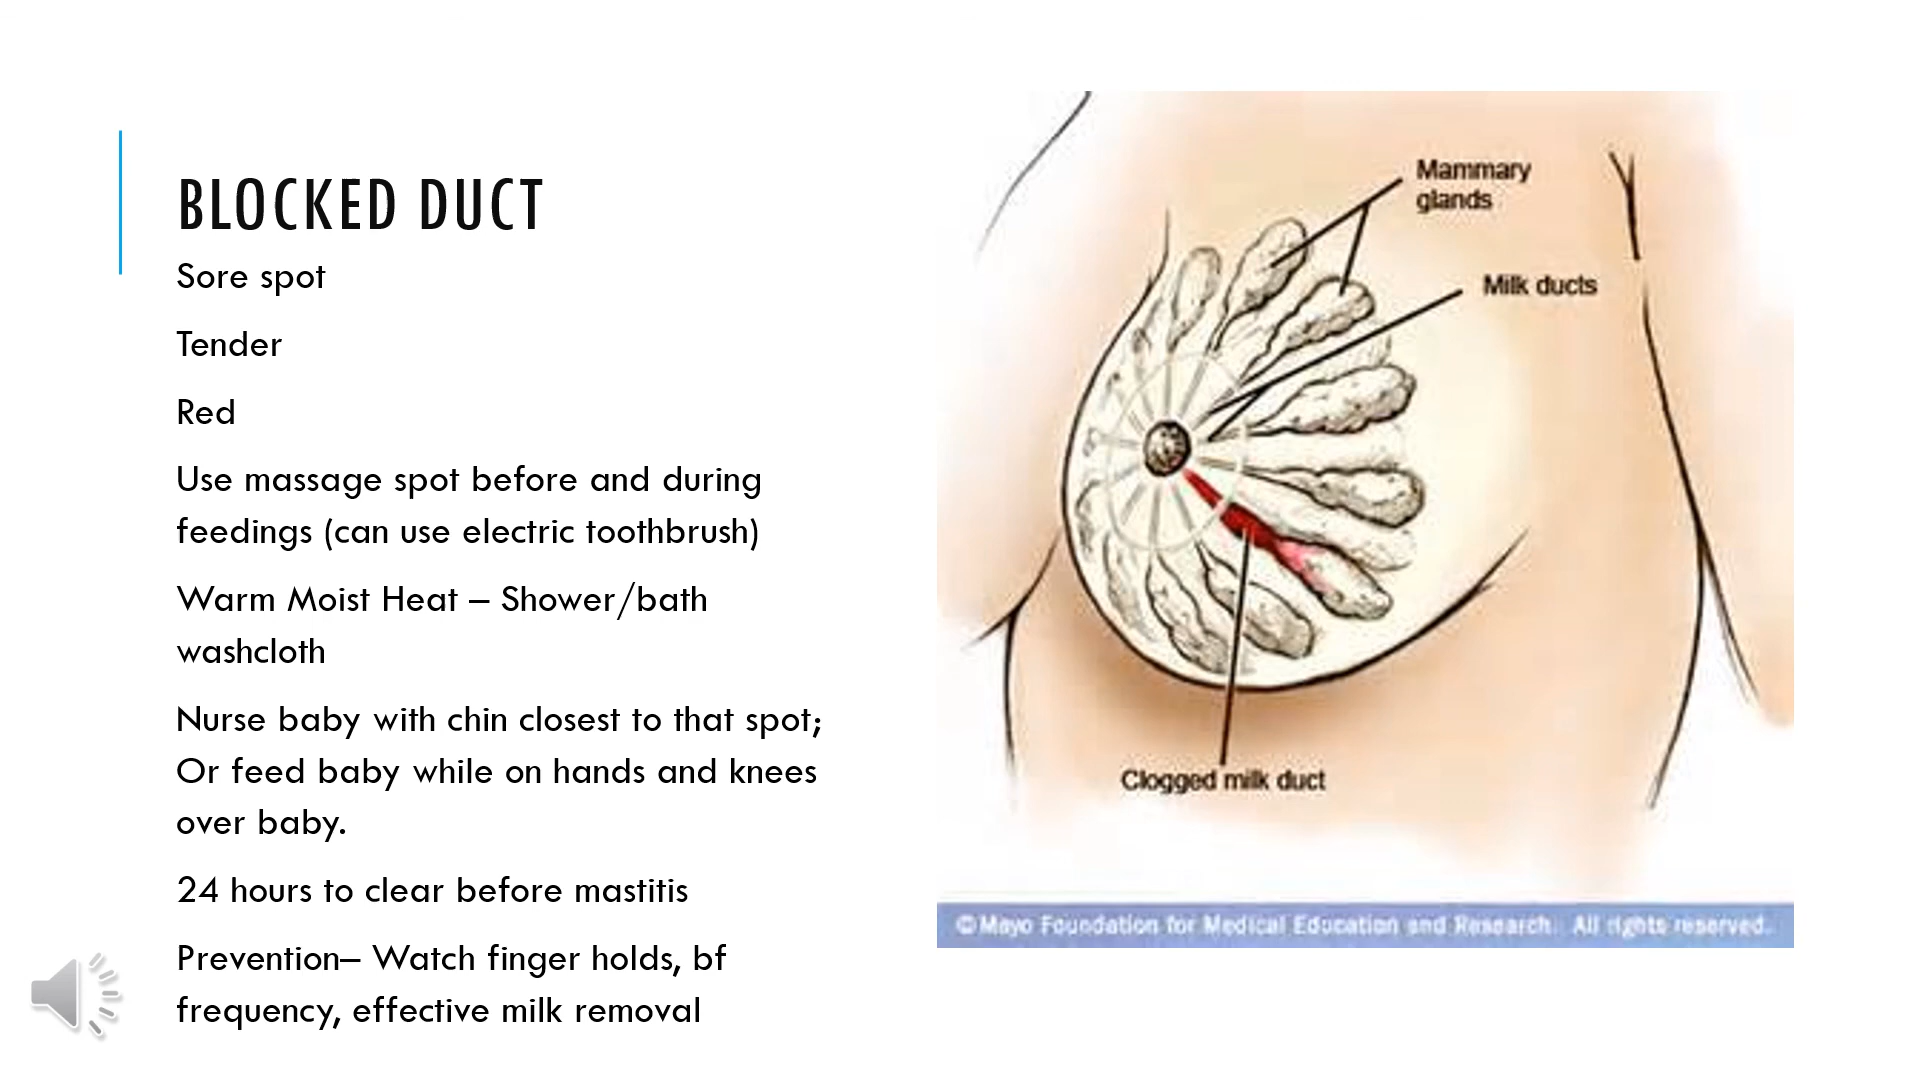 BLOCKED DUCT
Sore spot
Tender
Red
Use massage spot before and during
feedings (can use electric toothbrush)
Warm Moist Heat – Shower/bath
washcloth
Nurse baby with chin closest to that spot;
Or feed baby while on hands and knees
over baby.
24 hours to clear before mastitis
Prevention– Watch finger holds, bf
frequency, effective milk removal
Mammary
glands
Milk ducts
Clogged milk duct
©Mayo Foundation for Medical Education and Research. All rights reserved.